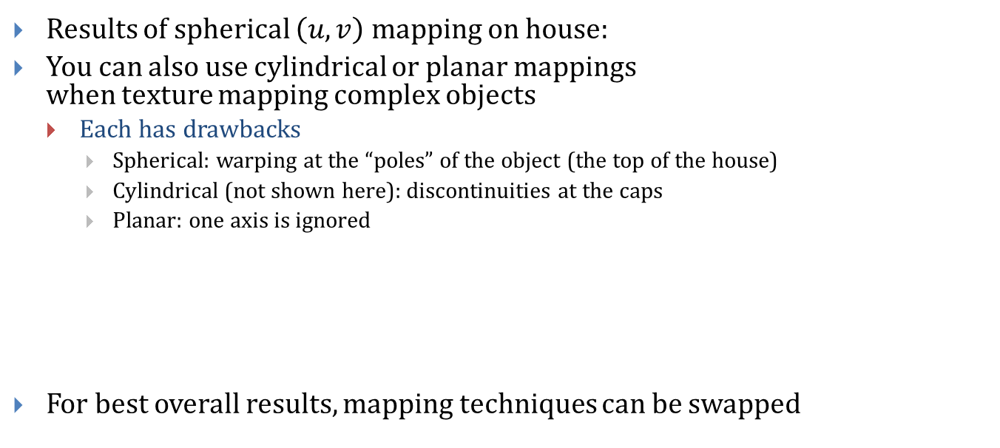 Results of spherical (u, v) mapping on house:
You can also use cylindrical or planar mappings
when texture mapping complex objects
Each has drawbacks
Spherical: warping at the “poles” of the object (the top of the house)
Cylindrical (not shown here): discontinuities at the caps
Planar: one axis is ignored
For best overall results, mapping techniques can be swapped